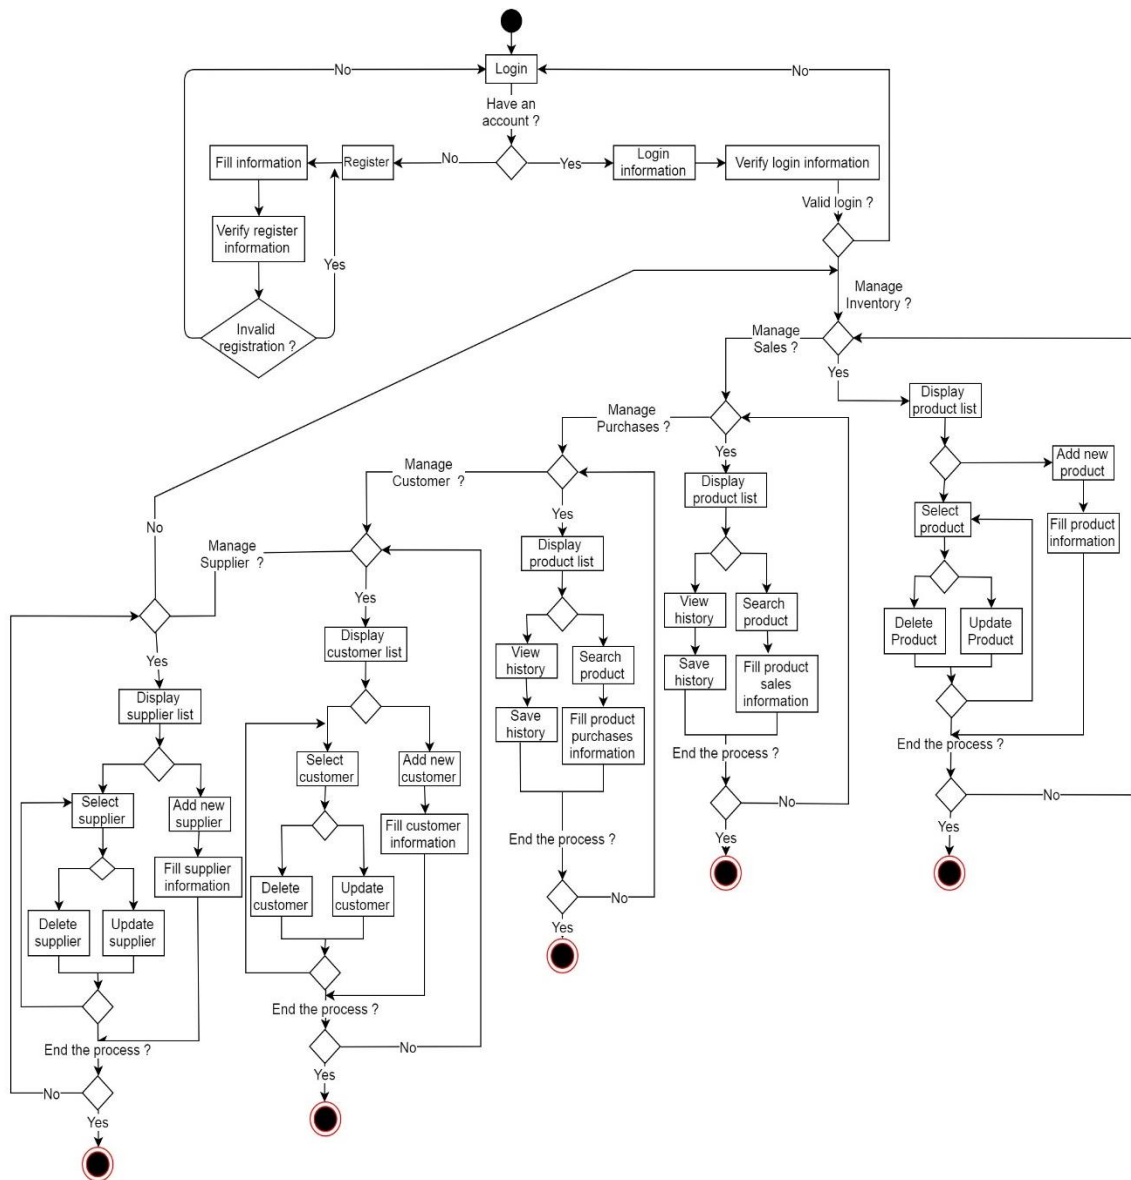 No
Login
No
Have an
account ?
Fill information
Register
No
Yes
Login
information
Verify login information
Valid login ?
Verify register
information
Yes
Invalid
registration ?
Manage
Inventory ?
Manage
Sales ?
Yes
Display
product list
Manage
Purchases ?
Yes
Add new
product
Manage
Customer ?
Display
product list
Select
product
Fill product
information
No
Manage
Supplier ?
Yes
Display
product list
View
history
Search
product
Delete
Product
Update
Product
Yes
Display
customer list
View
history
Search
product
Save
history
Fill product
sales
information
Yes
Display
supplier list
Save
history
Fill product
purchases
information
End the process ?
End the process ?
Select
customer
Add new
customer
No
No
Select
supplier
Add new
supplier
Fill customer
information
End the process ?
Yes
Yes
Fill supplier
information
Delete
customer
Update
customer
No
Delete
supplier
Update
supplier
Yes
End the process ?
End the process ?
No
Yes
No
Yes